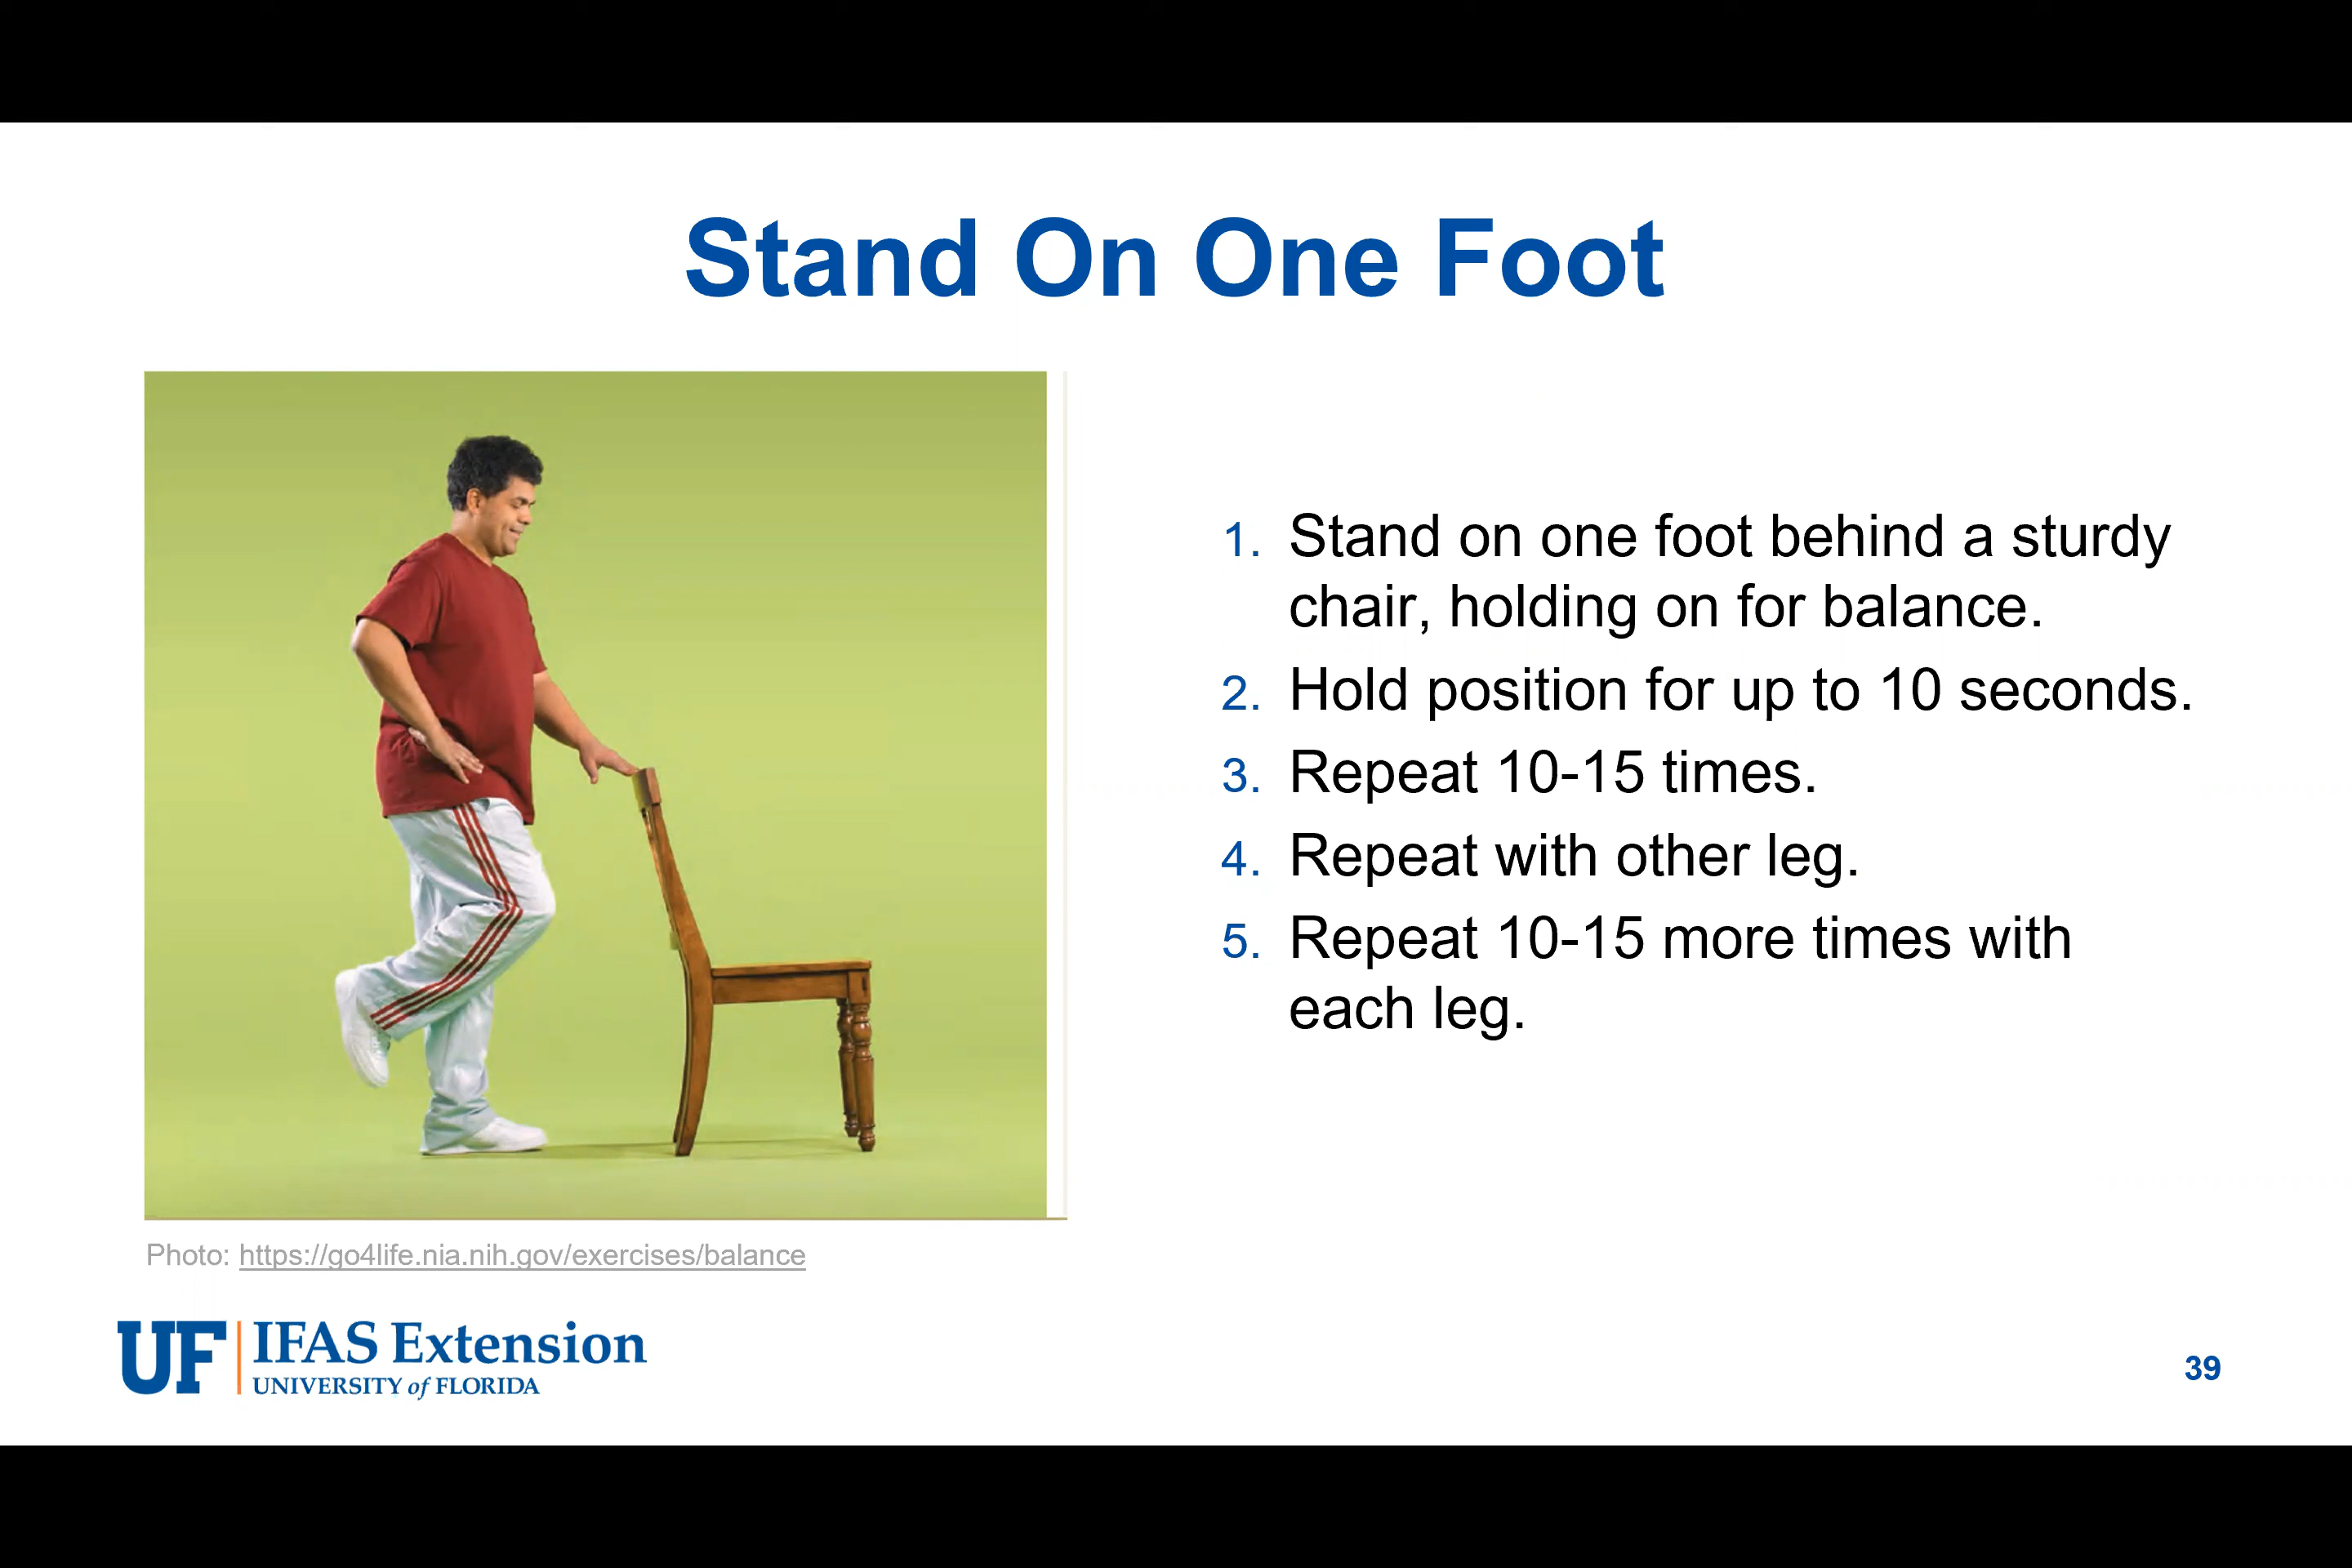 Stand On One Foot
1. Stand on one foot behind a sturdy
chair, holding on for balance.
2. Hold position for up to 10 seconds.
3. Repeat 10-15 times.
4. Repeat with other leg.
5. Repeat 10-15 more times with
each leg.
Photo: https://go4life.nia.nih.gov/exercises/balance
UF IFAS Extension
UNIVERSITY of FLORIDA
39